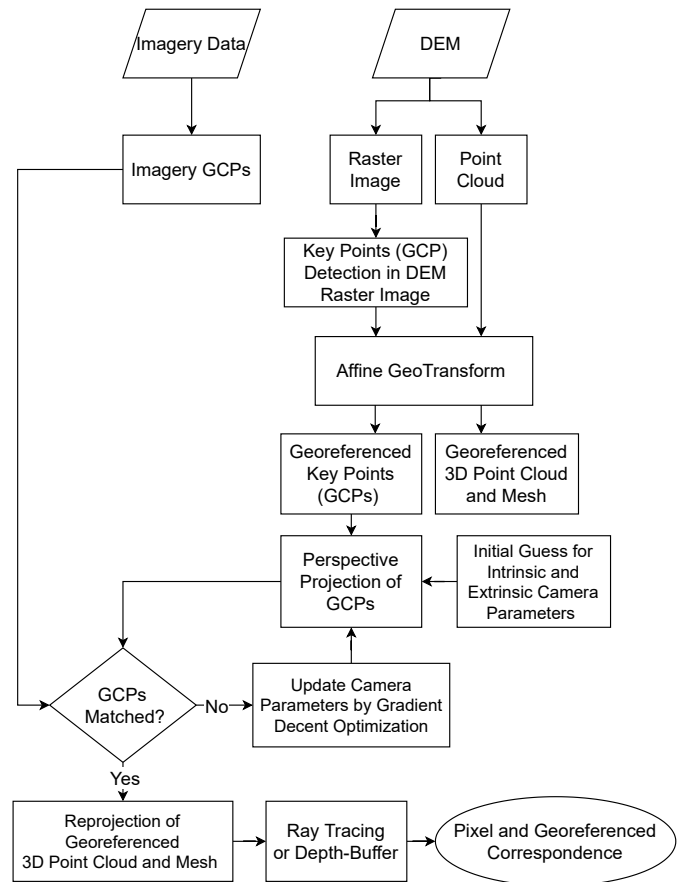 Imagery Data
DEM
Imagery GCPs
Raster
Image
Point
Cloud
Key Points (GCP)
Detection in DEM
Raster Image
Affine GeoTransform
Georeferenced
Key Points
(GCPs)
Georeferenced
3D Point Cloud
and Mesh
Perspective
Projection of
GCPs
Initial Guess for
Intrinsic and
Extrinsic Camera
Parameters
GCPs
Matched?
No
Update Camera
Parameters by Gradient
Decent Optimization
Yes
Reprojection of
Georeferenced
3D Point Cloud and Mesh
Ray Tracing
or Depth-Buffer
Pixel and Georeferenced
Correspondence